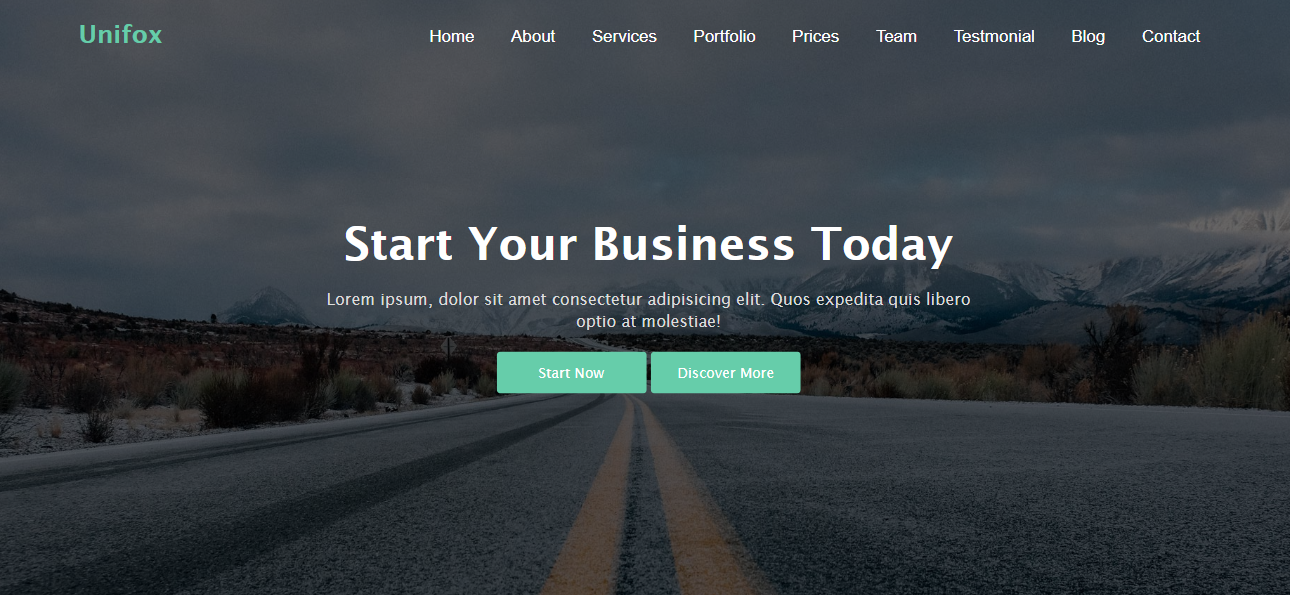 Unifox Home About Services Portfolio Prices Team Testmonial Blog Contact
Start Your Business Today
Lorem ipsum, dolor sit amet consectetur adipisicing elit. Quos expedita quis libero
optio at molestiae!
Start Now Discover More